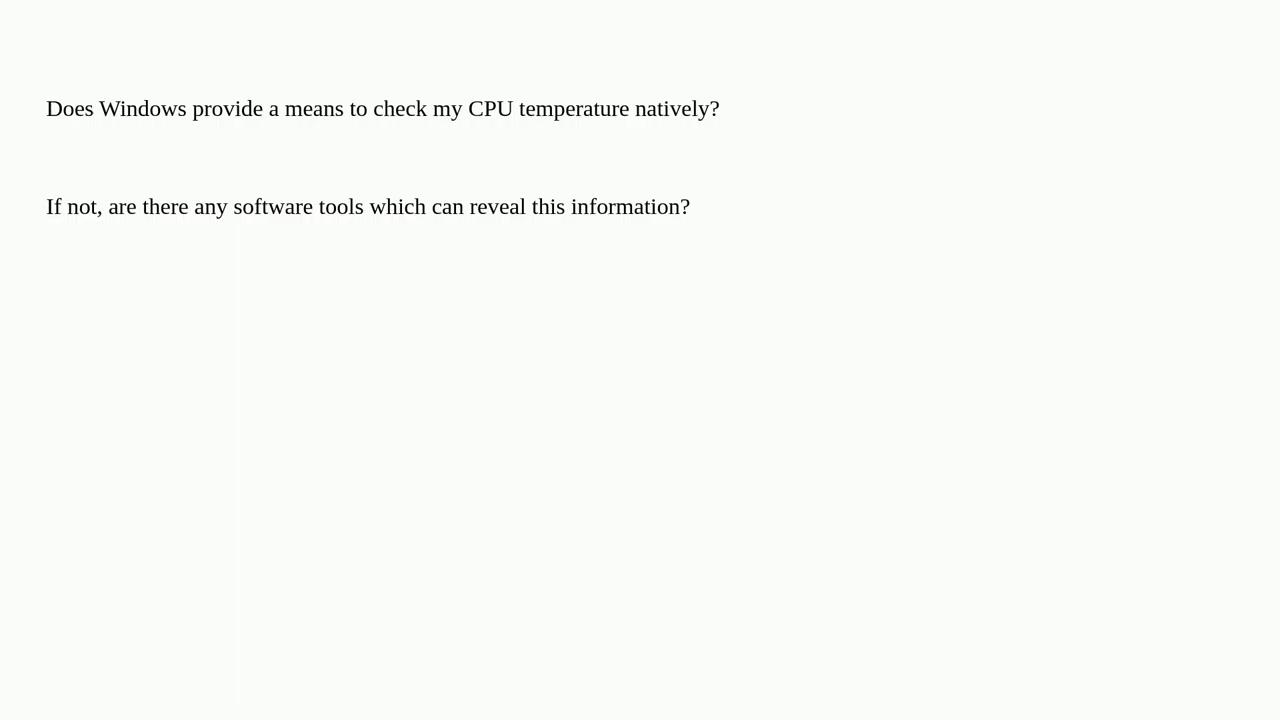 Does Windows provide a means to check my CPU temperature natively?
If not, are there any software tools which can reveal this information?